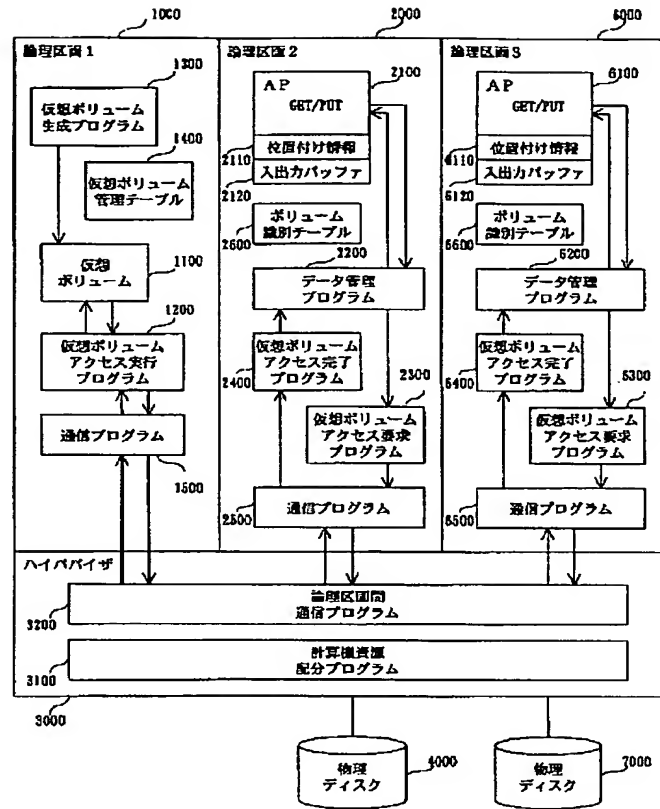 1000
2000
6000
論理区画1
論理区画2
論理区画3
1300
仮想ボリューム
生成プログラム
1400
仮想ボリューム
管理テーブル
仮想
ボリューム
1100
1200
仮想ボリューム
アクセス実行
プログラム
通信プログラム
1500
2100
AP
GET/PUT
位置付け情報
2110
入出力バッファ
2120
ボリューム
識別テーブル
2600
2200
データ管理
プログラム
仮想ボリューム
アクセス完了
プログラム
2400
2300
仮想ボリューム
アクセス要求
プログラム
通信プログラム
2500
6100
AP
GET/PUT
位置付け情報
6110
入出力バッファ
6120
ボリューム
識別テーブル
6600
6200
データ管理
プログラム
仮想ボリューム
アクセス完了
プログラム
6400
6300
仮想ボリューム
アクセス要求
プログラム
通信プログラム
6500
ハイパバイザ
論理区画間
通信プログラム
3200
計算機資源
配分プログラム
3100
3000
物理
ディスク
4000
物理
ディスク
7000